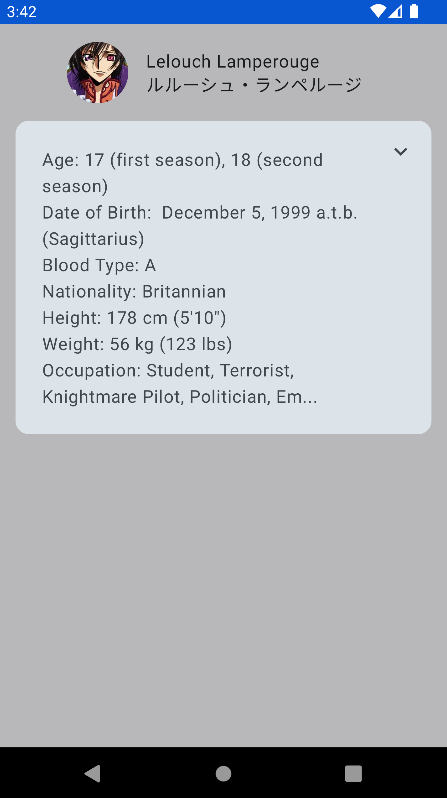 3:42
Lelouch Lamperouge
ルルーシュ・ランペルージ
Age: 17 (first season), 18 (second
season)
Date of Birth:  December 5, 1999 a.t.b.
(Sagittarius)
Blood Type: A
Nationality: Britannian
Height: 178 cm (5'10")
Weight: 56 kg (123 lbs)
Occupation: Student, Terrorist,
Knightmare Pilot, Politician, Em...